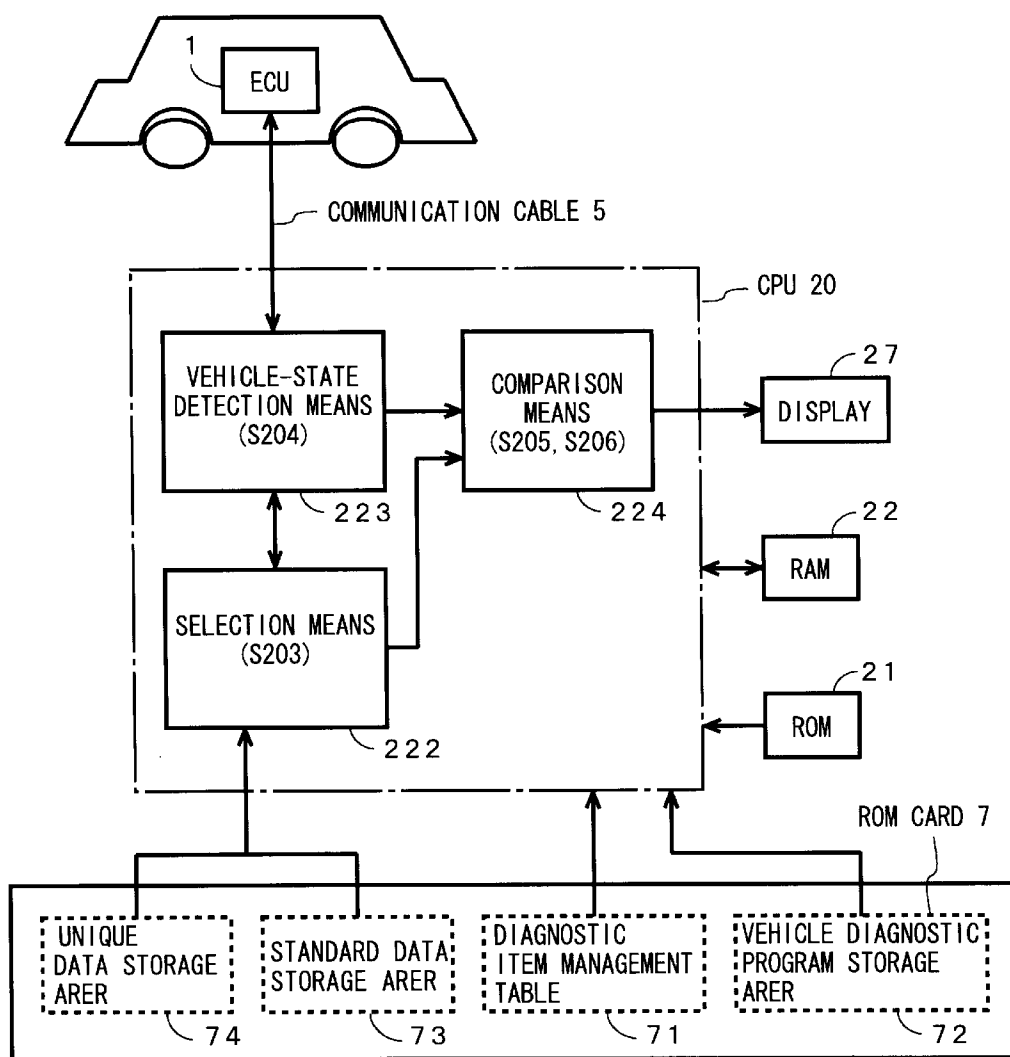 1
ECU
COMMUNICATION CABLE 5
CPU 20
VEHICLE-STATE
DETECTION MEANS
(S204)
223
COMPARISON
MEANS
(S205, S206)
224
27
DISPLAY
22
RAM
SELECTION MEANS
(S203)
222
21
ROM
ROM CARD 7
UNIQUE
DATA STORAGE
ARER
74
STANDARD DATA
STORAGE ARER
73
DIAGNOSTIC
ITEM MANAGEMENT
TABLE
71
VEHICLE DIAGNOSTIC
PROGRAM STORAGE
ARER
72